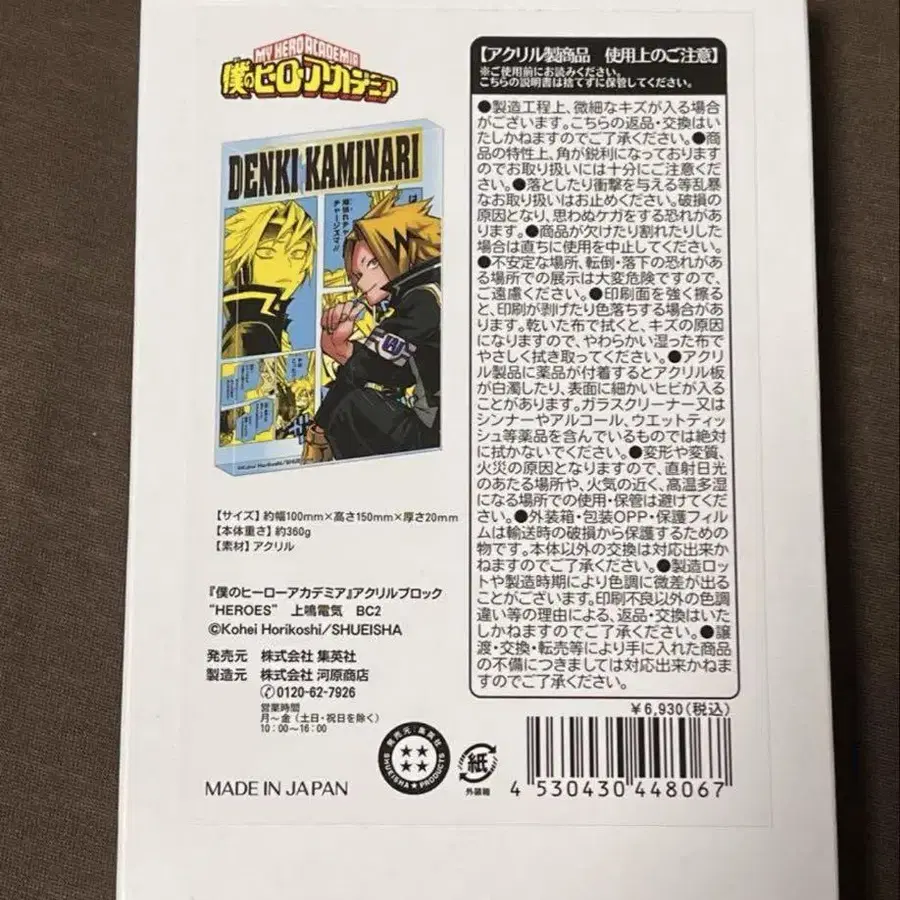 MY HERO ACADEMIA
僕のヒーローアカデミア
DENKI KAMINARI
©Kohei Horikoshi/SHUEISHA
【サイズ】約幅100mm×高さ150mm×厚さ20mm
【本体重さ】約360g
【素材】アクリル
『僕のヒーローアカデミア』アクリルブロック
"HEROES" 上鳴電気 BC2
©Kohei Horikoshi/SHUEISHA
発売元 株式会社 集英社
製造元 株式会社 河原商店
0120-62-7926
営業時間
月～金(土日・祝日を除く)
10:00～16:00
MADE IN JAPAN
発売元:集英社
SHUEISHA★PRODUCTS
紙
外装箱
【アクリル製商品 使用上のご注意】
※ご使用前にお読みください。
こちらの説明書は捨てずに保管してください。
●製造工程上、微細なキズが入る場合
がございます。こちらの返品・交換はい
たしかねますのでご了承ください。●商
品の特性上、角が鋭利になっております
のでお取り扱いには十分にご注意くださ
い。●落としたり衝撃を与える等乱暴
なお取り扱いはお止めください。破損の
原因となり、思わぬケガをする恐れがあ
ります。●商品が欠けたり割れたりした
場合は直ちに使用を中止してください。
●不安定な場所、転倒・落下の恐れがあ
る場所での展示は大変危険ですので、
ご遠慮ください。●印刷面を強く擦る
と、印刷が剥げたり色落ちする場合があ
ります。乾いた布で拭くと、キズの原因
になりますので、やわらかい湿った布で
やさしく拭き取ってください。●アクリ
ル製品に薬品が付着するとアクリル板
が白濁したり、表面に細かいヒビが入る
ことがあります。ガラスクリーナー又は
シンナーやアルコール、ウエットティッ
シュ等薬品を含んでいるものでは絶対
に拭かないでください。●変形や変質、
火災の原因となりますので、直射日光
のあたる場所や、火気の近く、高温多湿
になる場所での使用・保管は避けてくだ
さい。●外装箱・包装OPP・保護フィル
ムは輸送時の破損から保護するための
物です。本体以外の交換は対応出来か
ねますのでご了承ください。●製造ロッ
トや製造時期により色調に微差が出る
ことがございます。印刷不良以外の色調
違い等の理由による、返品・交換はいた
しかねますのでご了承ください。●譲
渡・交換・転売等により手に入れた商品
の不備につきましては対応出来かねま
すのでご了承ください。
￥6,930(税込)
4 530430 448067